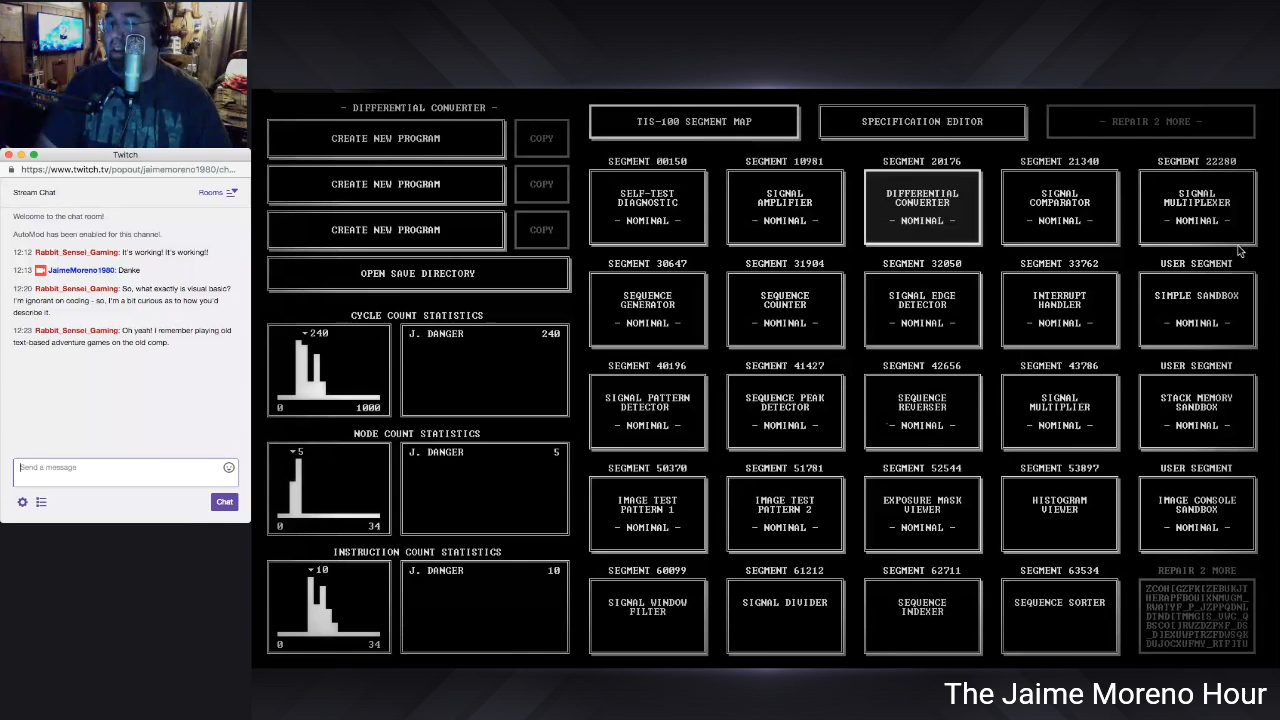 Twitch
https://www.twitch.tv/popout/jaimemoreno1980/ch...
Stream Chat
Rooms
Welcome to the chat room!
AutoMod has been enabled for this channel.
12:12 Rabbit_Sensei_Gaming: It's working! It's working!!
12:13 JaimeMoreno1980: Danke
12:20 Rabbit_Sensei_Gaming: So, what exactly is visual basic?
I'm ignorant on coding - so, I'm a bit curious as to how you'd
describe it.
12:23 Rabbit_Sensei_Gaming: Oh yeah! I remember playing old
text-based adventure games on the old comp.
Send a message
Chat
- DIFFERENTIAL CONVERTER -
CREATE NEW PROGRAM
COPY
CREATE NEW PROGRAM
COPY
CREATE NEW PROGRAM
COPY
OPEN SAVE DIRECTORY
CYCLE COUNT STATISTICS
240
0 1000
J. DANGER 240
NODE COUNT STATISTICS
5
0 34
J. DANGER 5
INSTRUCTION COUNT STATISTICS
10
0 34
J. DANGER 10
TIS-100 SEGMENT MAP
SPECIFICATION EDITOR
- REPAIR 2 MORE -
SEGMENT 00150
SELF-TEST
DIAGNOSTIC
- NOMINAL -
SEGMENT 10981
SIGNAL
AMPLIFIER
- NOMINAL -
SEGMENT 20176
DIFFERENTIAL
CONVERTER
- NOMINAL -
SEGMENT 21340
SIGNAL
COMPARATOR
- NOMINAL -
SEGMENT 22280
SIGNAL
MULTIPLEXER
- NOMINAL -
SEGMENT 30647
SEQUENCE
GENERATOR
- NOMINAL -
SEGMENT 31904
SEQUENCE
COUNTER
- NOMINAL -
SEGMENT 32050
SIGNAL EDGE
DETECTOR
- NOMINAL -
SEGMENT 33762
INTERRUPT
HANDLER
- NOMINAL -
USER SEGMENT
SIMPLE SANDBOX
- NOMINAL -
SEGMENT 40196
SIGNAL PATTERN
DETECTOR
- NOMINAL -
SEGMENT 41427
SEQUENCE PEAK
DETECTOR
- NOMINAL -
SEGMENT 42656
SEQUENCE
REVERSER
- NOMINAL -
SEGMENT 43786
SIGNAL
MULTIPLIER
- NOMINAL -
USER SEGMENT
STACK MEMORY
SANDBOX
- NOMINAL -
SEGMENT 50370
IMAGE TEST
PATTERN 1
- NOMINAL -
SEGMENT 51781
IMAGE TEST
PATTERN 2
- NOMINAL -
SEGMENT 52544
EXPOSURE MASK
VIEWER
- NOMINAL -
SEGMENT 53897
HISTOGRAM
VIEWER
USER SEGMENT
IMAGE CONSOLE
SANDBOX
- NOMINAL -
SEGMENT 60099
SIGNAL WINDOW
FILTER
SEGMENT 61212
SIGNAL DIVIDER
SEGMENT 62711
SEQUENCE
INDEXER
SEGMENT 63534
SEQUENCE SORTER
REPAIR 2 MORE
The Jaime Moreno Hour